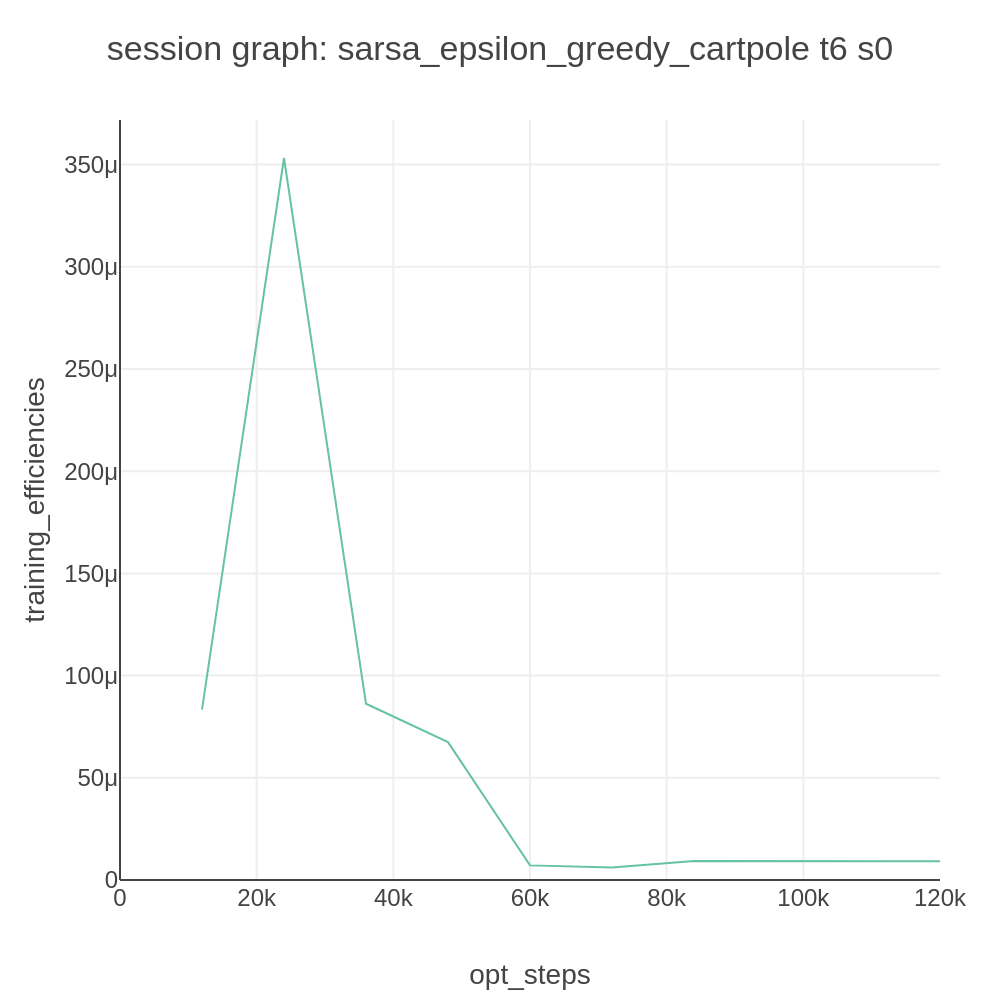 session graph: sarsa_epsilon_greedy_cartpole t6 s0
training_efficiencies
350μ
300μ
250μ
200μ
150μ
100μ
50μ
0
0 20k 40k 60k 80k 100k 120k
opt_steps